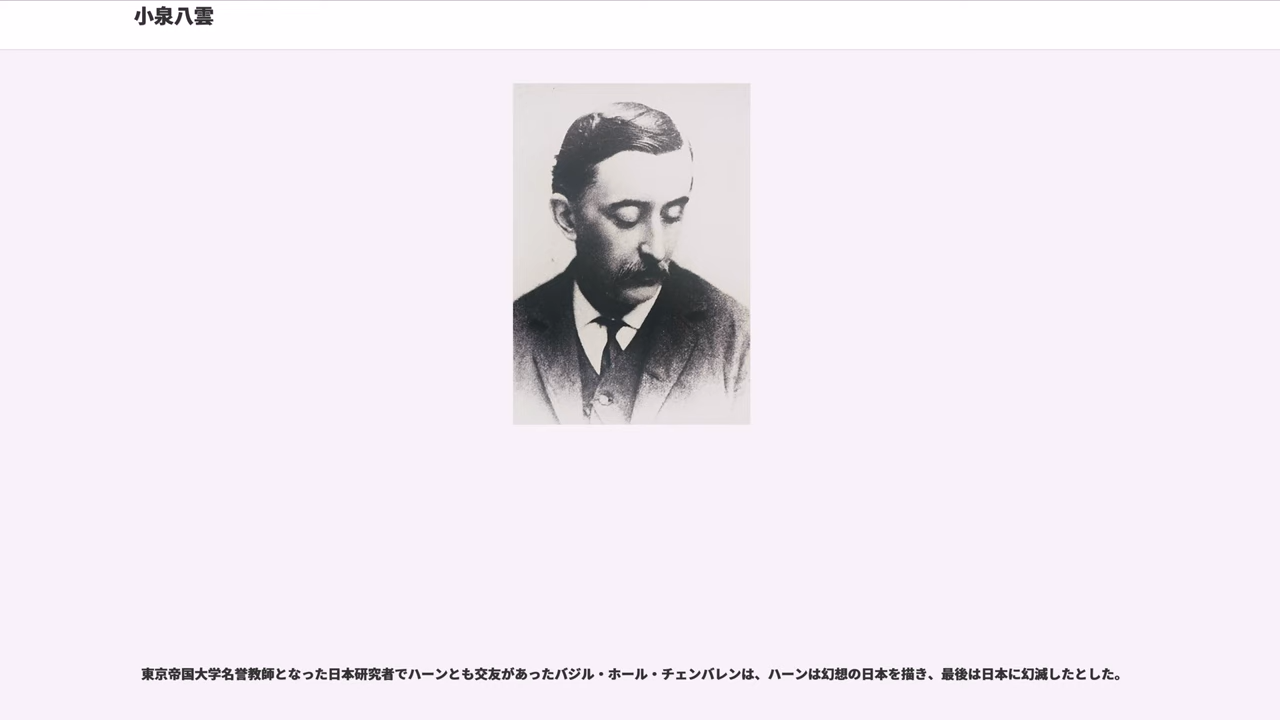 小泉八雲
東京帝国大学名誉教師となった日本研究者でハーンとも交友があったバジル・ホール・チェンバレンは、ハーンは幻想の日本を描き、最後は日本に幻滅したとした。